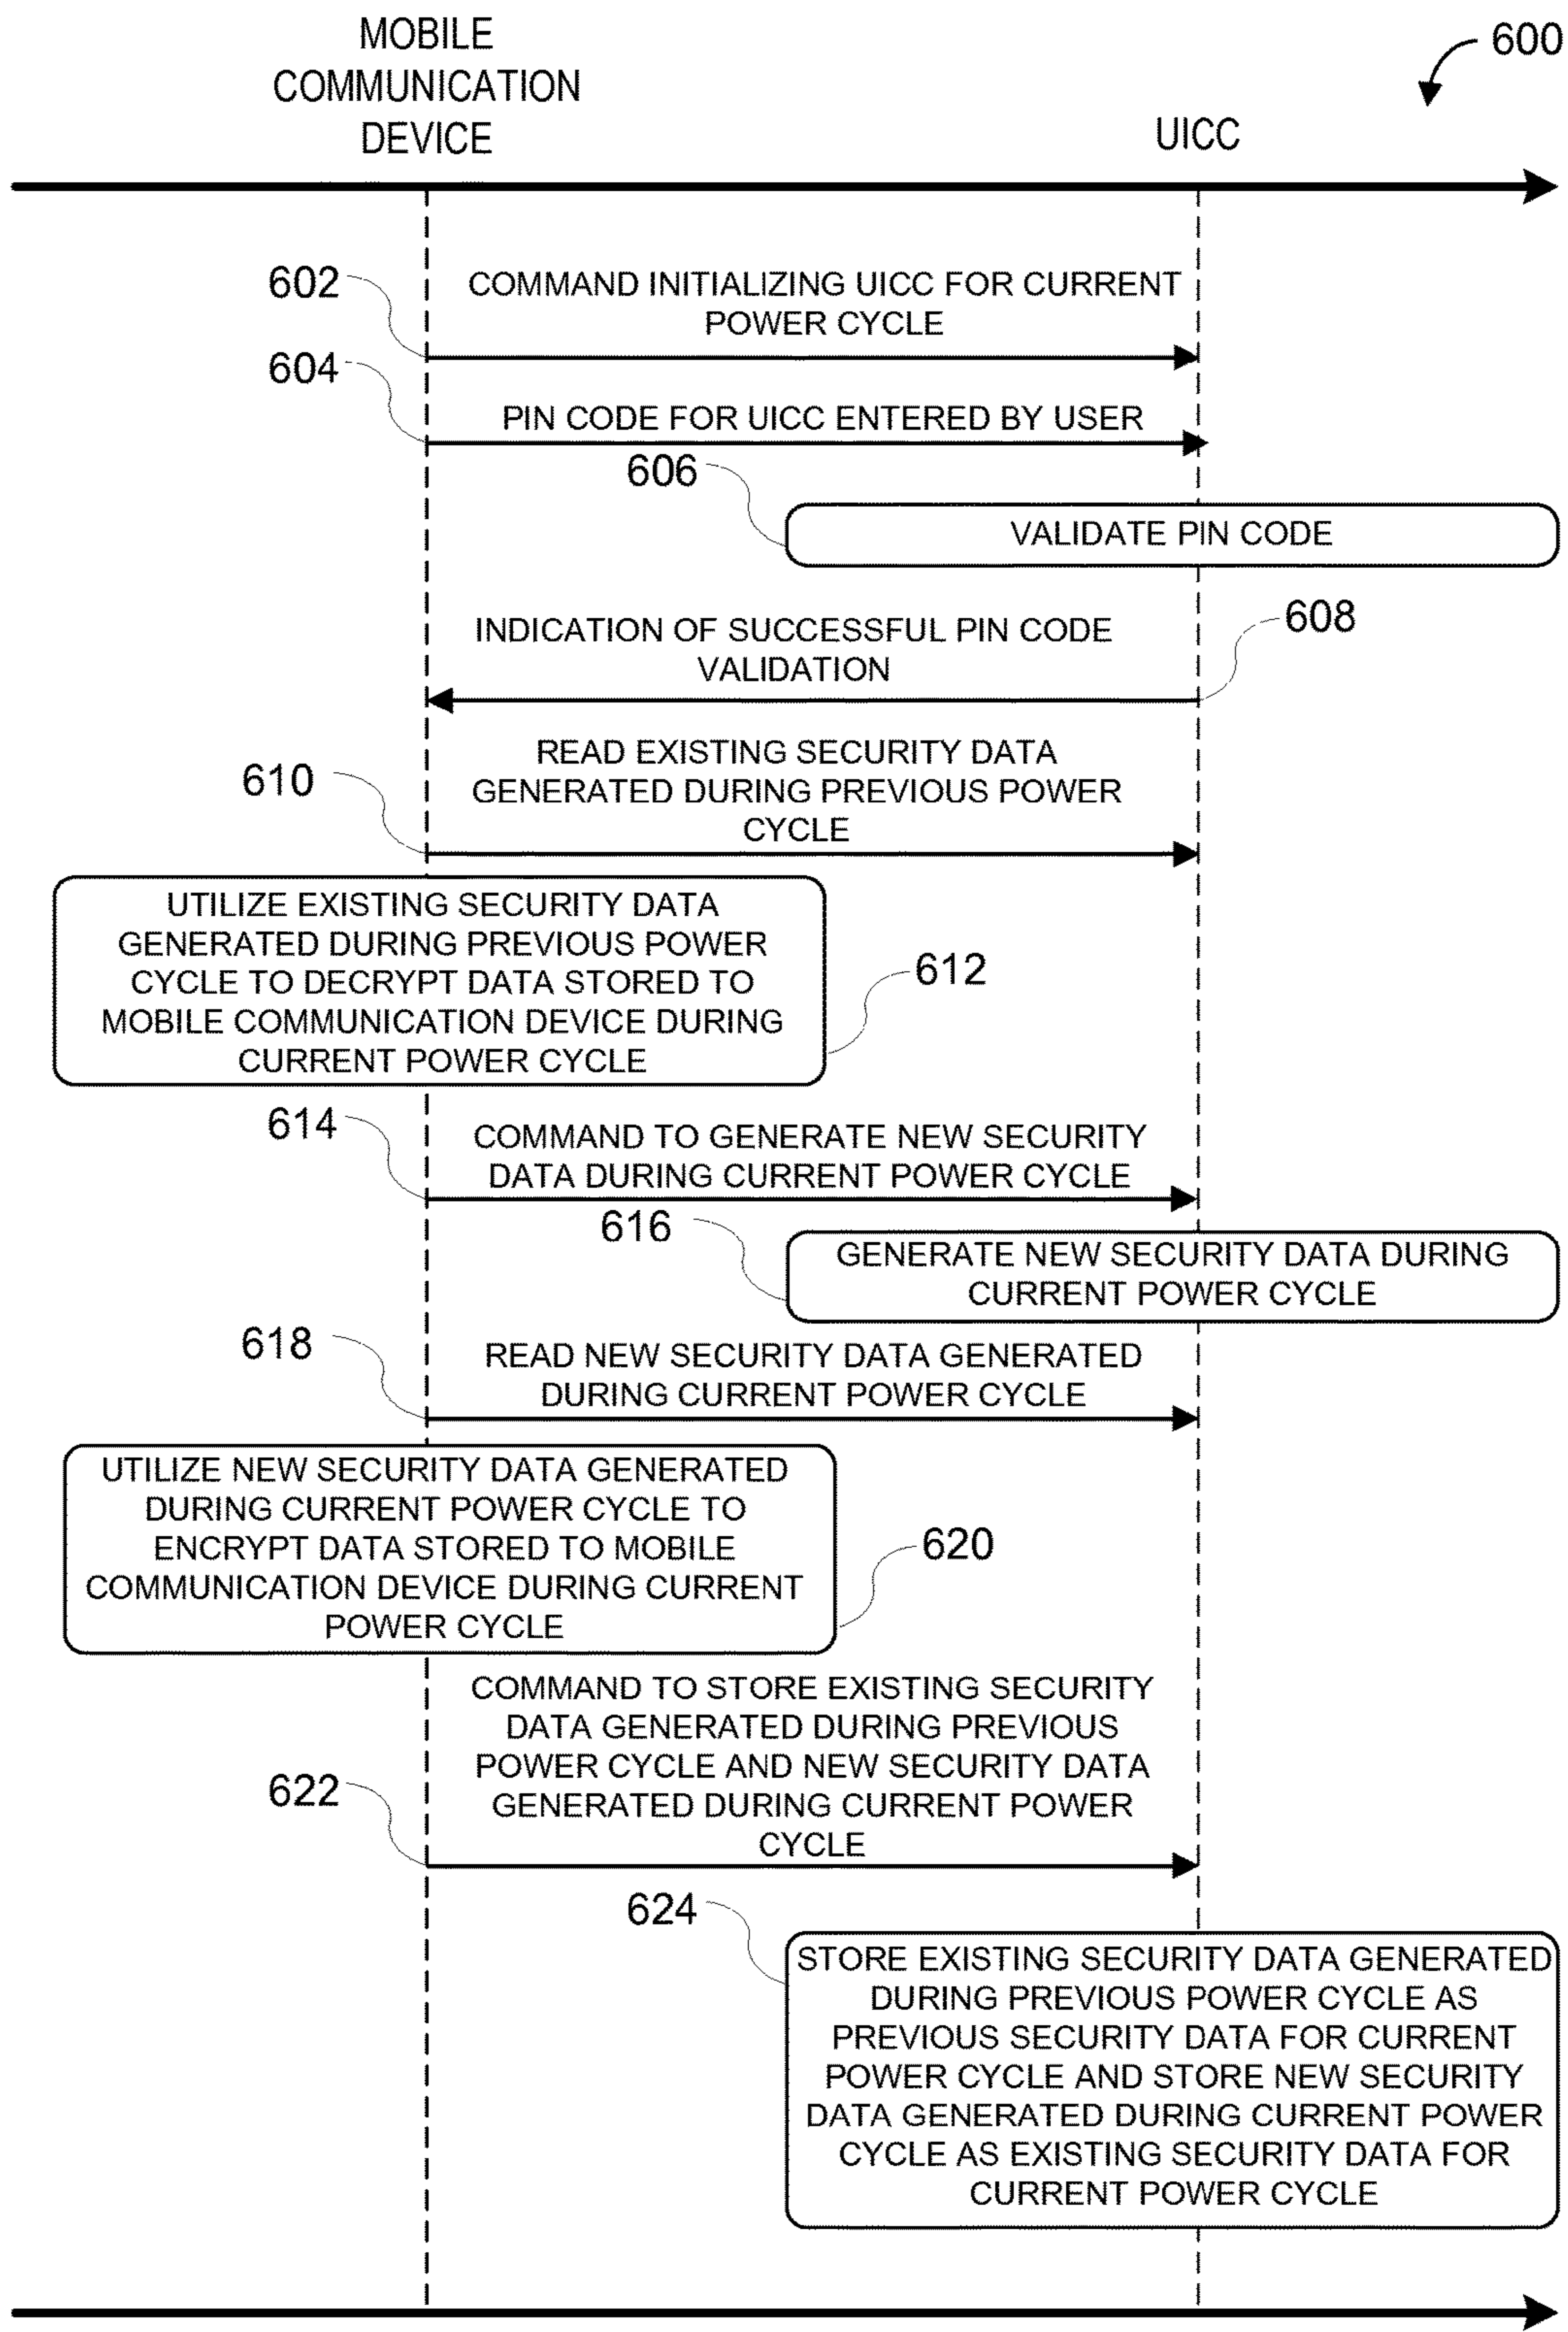 MOBILE
COMMUNICATION
DEVICE
UICC
600
602
COMMAND INITIALIZING UICC FOR CURRENT
POWER CYCLE
604
PIN CODE FOR UICC ENTERED BY USER
606
VALIDATE PIN CODE
INDICATION OF SUCCESSFUL PIN CODE
VALIDATION
608
READ EXISTING SECURITY DATA
GENERATED DURING PREVIOUS POWER
CYCLE
610
UTILIZE EXISTING SECURITY DATA
GENERATED DURING PREVIOUS POWER
CYCLE TO DECRYPT DATA STORED TO
MOBILE COMMUNICATION DEVICE DURING
CURRENT POWER CYCLE
612
614
COMMAND TO GENERATE NEW SECURITY
DATA DURING CURRENT POWER CYCLE
616
GENERATE NEW SECURITY DATA DURING
CURRENT POWER CYCLE
618
READ NEW SECURITY DATA GENERATED
DURING CURRENT POWER CYCLE
UTILIZE NEW SECURITY DATA GENERATED
DURING CURRENT POWER CYCLE TO
ENCRYPT DATA STORED TO MOBILE
COMMUNICATION DEVICE DURING CURRENT
POWER CYCLE
620
COMMAND TO STORE EXISTING SECURITY
DATA GENERATED DURING PREVIOUS
POWER CYCLE AND NEW SECURITY DATA
GENERATED DURING CURRENT POWER
CYCLE
622
624
STORE EXISTING SECURITY DATA GENERATED
DURING PREVIOUS POWER CYCLE AS
PREVIOUS SECURITY DATA FOR CURRENT
POWER CYCLE AND STORE NEW SECURITY
DATA GENERATED DURING CURRENT POWER
CYCLE AS EXISTING SECURITY DATA FOR
CURRENT POWER CYCLE